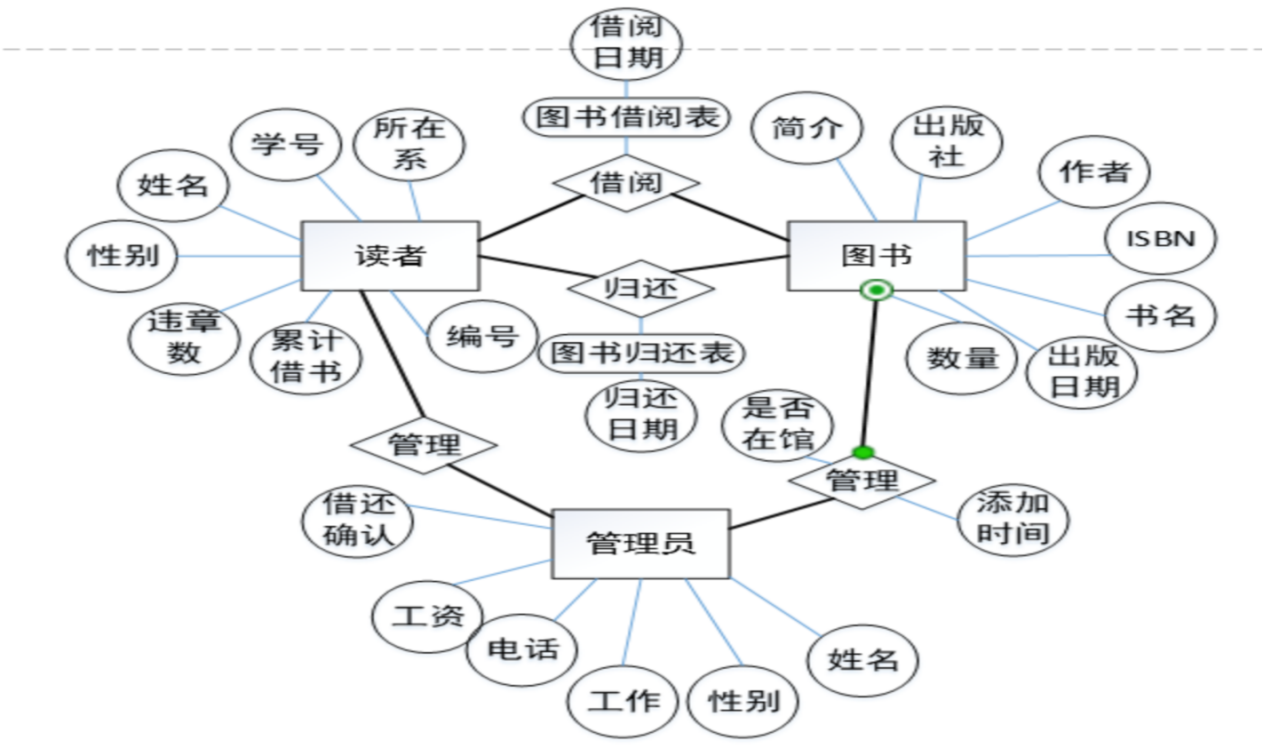 借阅
日期
图书借阅表
简介
出版
社
学号
所在
系
作者
姓名
借阅
ISBN
性别
读者
图书
归还
书名
违章
数
累计
借书
编号
图书归还表
数量
出版
日期
归还
日期
是否
在馆
管理
管理
借还
确认
添加
时间
管理员
工资
电话
工作
性别
姓名